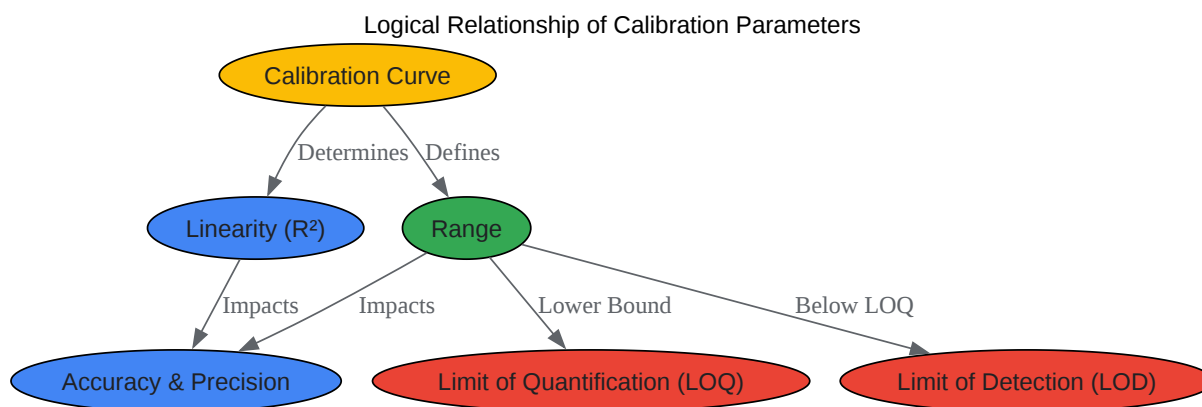 Logical Relationship of Calibration Parameters
Calibration Curve
Determines
Defines
Linearity (R²)
Range
Impacts
Impacts
Lower Bound
Below LOQ
Accuracy & Precision
Limit of Quantification (LOQ)
Limit of Detection (LOD)